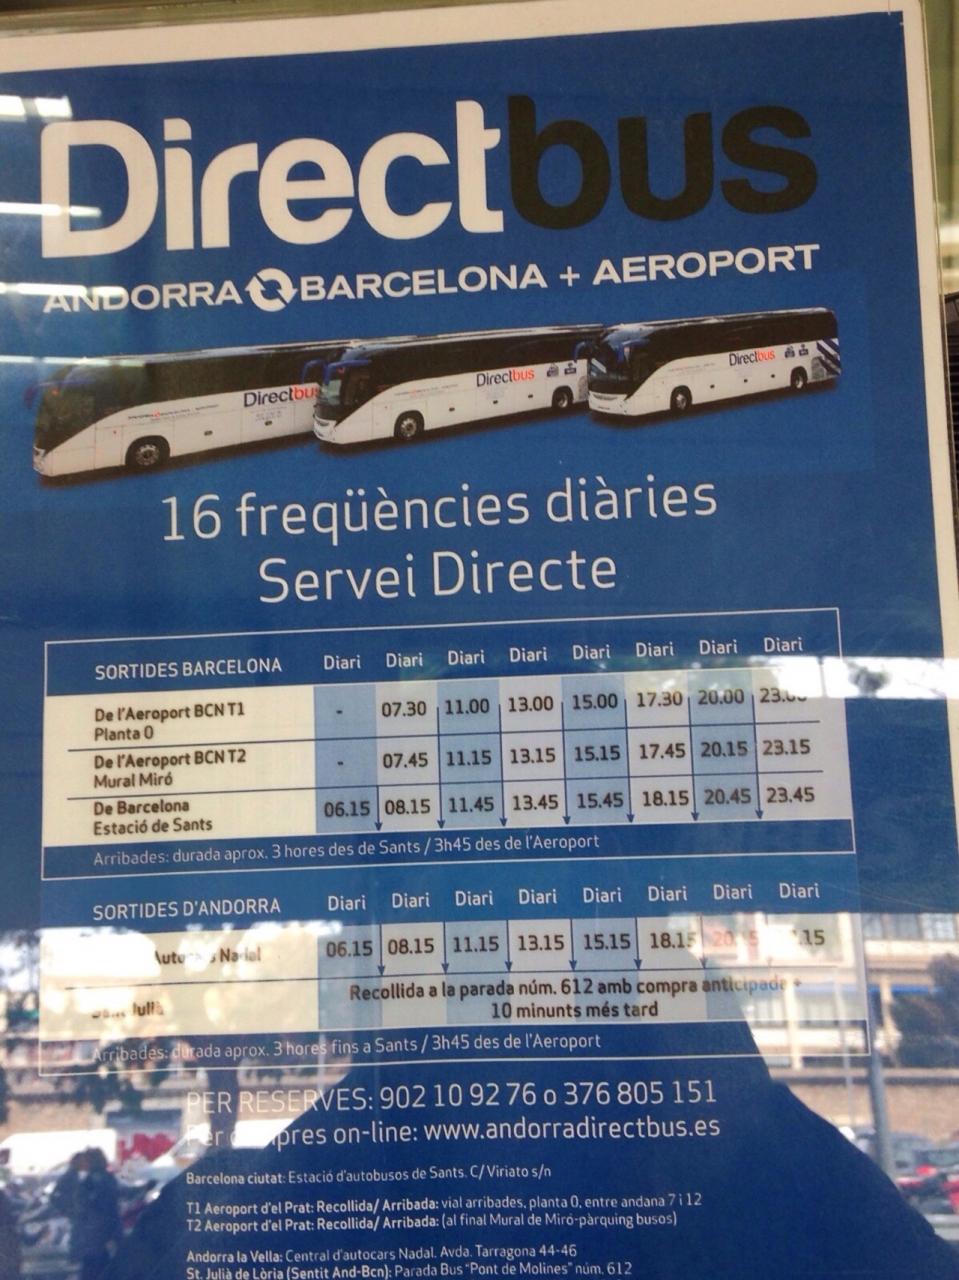 Directbus
ANDORRA BARCELONA + AEROPORT
Directbus
Directbus
Directbus
16 freqüències diàries
Servei Directe
SORTIDES BARCELONA Diari Diari Diari Diari Diari Diari Diari Diari
De l'Aeroport BCN T1
Planta 0
- 07.30 11.00 13.00 15.00 17.30 20.00
De l'Aeroport BCN T2
Mural Miró
- 07.45 11.15 13.15 15.15 17.45 20.15 23.15
De Barcelona
Estació de Sants
06.15 08.15 11.45 13.45 15.45 18.15 20.45 23.45
Arribades: durada aprox. 3 hores des de Sants / 3h45 des de l'Aeroport
SORTIDES D'ANDORRA Diari Diari Diari Diari Diari Diari Diari Diari
Nadal 06.15 08.15 11.15 13.15 15.15 18.15
Julià
Recollida a la parada núm. 612 amb compra anticipada +
10 minunts més tard
Arribades: durada aprox. 3 hores fins a Sants / 3h45 des de l'Aeroport
PER RESERVES: 902 10 92 76 o 376 805 151
Per compres on-line: www.andorradirectbus.es
Barcelona ciutat: Estació d'autobusos de Sants. C/ Viriato s/n
T1 Aeroport d'el Prat: Recollida/ Arribada: vial arribades, planta 0, entre andana 7 i 12
T2 Aeroport d'el Prat: Recollida/ Arribada: (al final Mural de Miró-pàrquing busos)
Andorra la Vella: Central d'autocars Nadal. Avda. Tarragona 44-46
St. Julià de Lòria (Sentit And-Bcn): Parada Bus "Pont de Molines" núm. 612